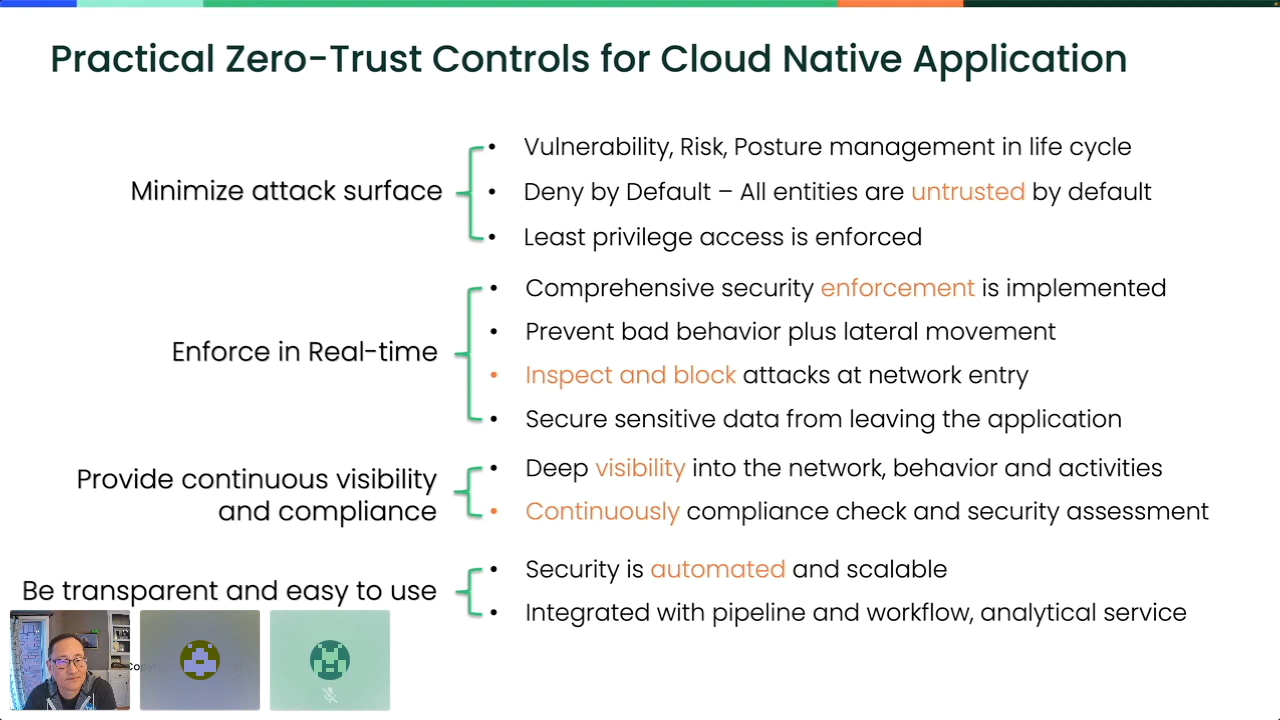 Practical Zero-Trust Controls for Cloud Native Application
Minimize attack surface
• Vulnerability, Risk, Posture management in life cycle
• Deny by Default – All entities are untrusted by default
• Least privilege access is enforced
Enforce in Real-time
• Comprehensive security enforcement is implemented
• Prevent bad behavior plus lateral movement
• Inspect and block attacks at network entry
• Secure sensitive data from leaving the application
Provide continuous visibility
and compliance
• Deep visibility into the network, behavior and activities
• Continuously compliance check and security assessment
Be transparent and easy to use
• Security is automated and scalable
• Integrated with pipeline and workflow, analytical service